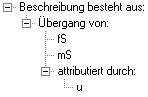 Beschreibung besteht aus:
Übergang von:
fS
mS
attributiert durch:
u